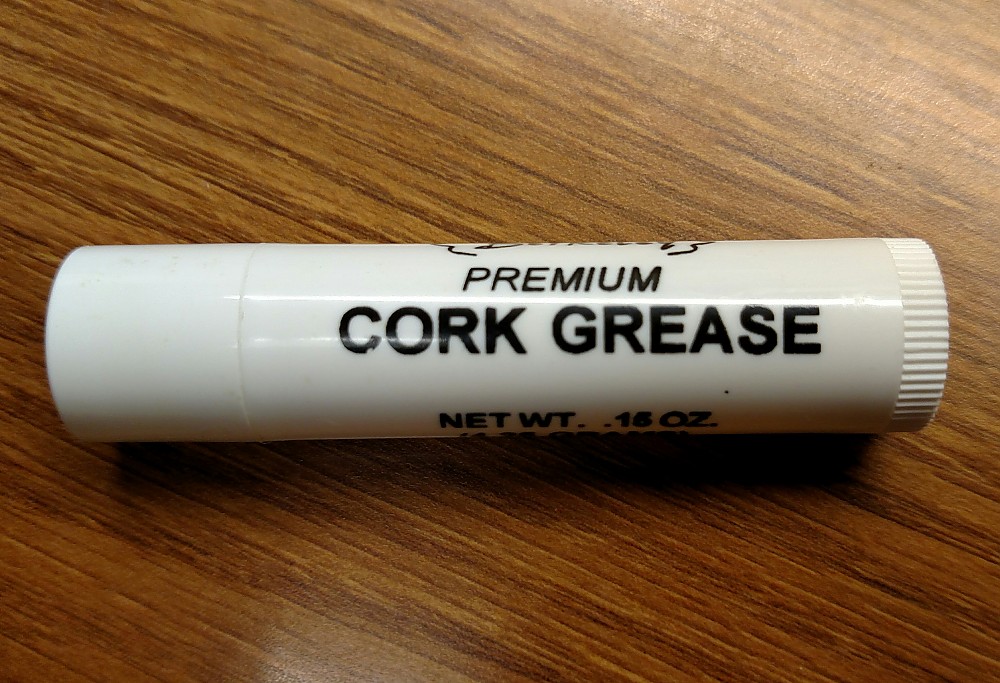 PREMIUM
CORK GREASE
NET WT. .15 OZ.